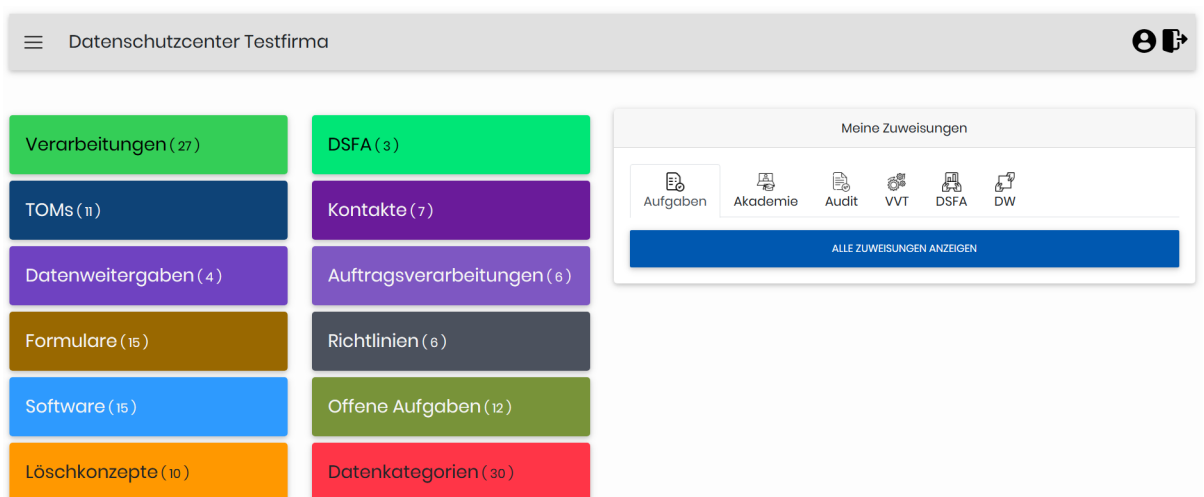 Datenschutzcenter Testfirma
Verarbeitungen ( 27 )
DSFA ( 3 )
TOMs ( 11 )
Kontakte ( 7 )
Datenweitergaben ( 4 )
Auftragsverarbeitungen ( 6 )
Formulare ( 15 )
Richtlinien ( 6 )
Software ( 15 )
Offene Aufgaben ( 12 )
Löschkonzepte ( 10 )
Datenkategorien ( 30 )
Meine Zuweisungen
Aufgaben Akademie Audit VVT DSFA DW
ALLE ZUWEISUNGEN ANZEIGEN